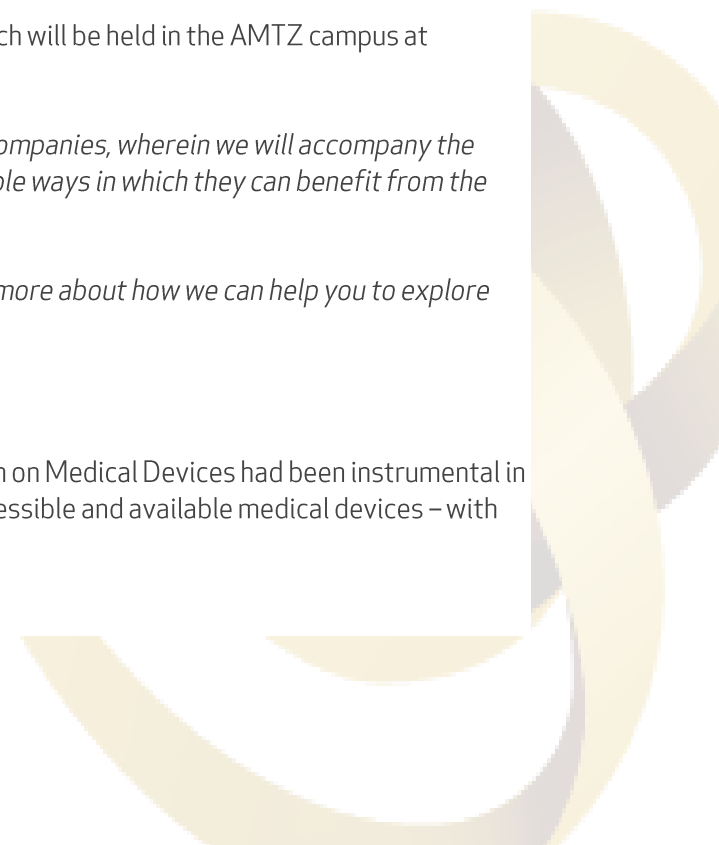 ch will be held in the AMTZ campus at
ompanies, wherein we will accompany the
ble ways in which they can benefit from the
more about how we can help you to explore
n on Medical Devices had been instrumental in
essible and available medical devices – with